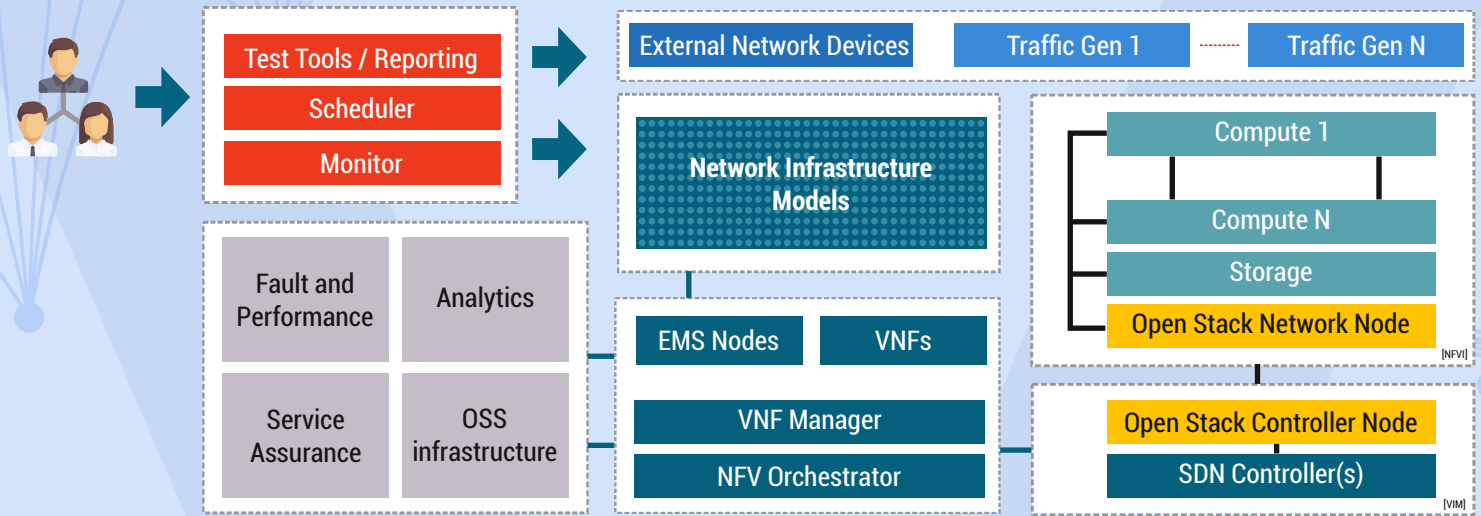 Test Tools / Reporting
Scheduler
Monitor
External Network Devices
Traffic Gen 1
Traffic Gen N
Network Infrastructure
Models
Compute 1
Compute N
Storage
Open Stack Network Node
[NFVI]
Fault and
Performance
Analytics
Service
Assurance
OSS
infrastructure
EMS Nodes
VNFs
VNF Manager
NFV Orchestrator
Open Stack Controller Node
SDN Controller(s)
[VIM]